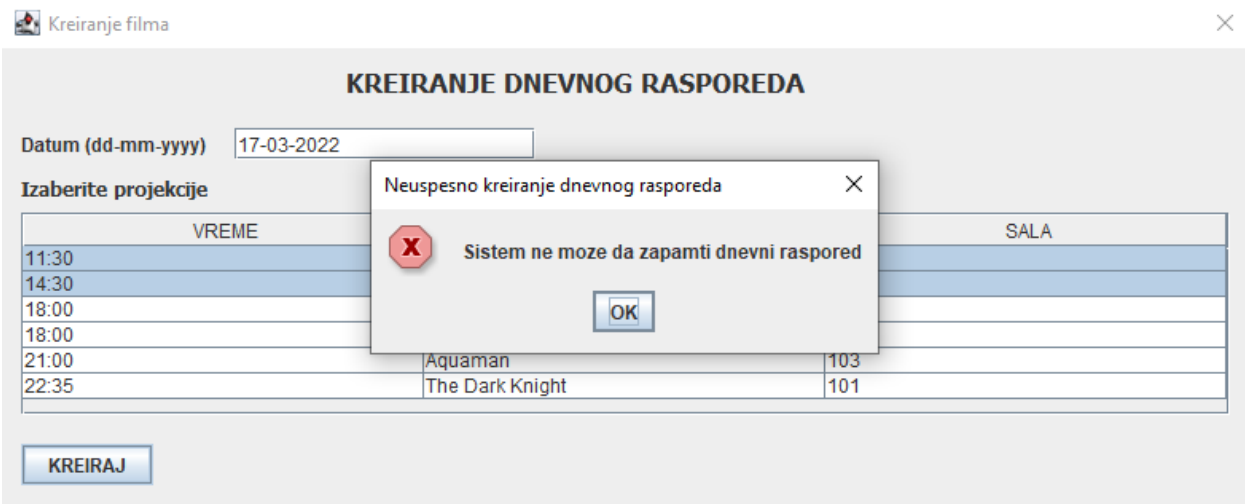 Kreiranje filma
KREIRANJE DNEVNOG RASPOREDA
Datum (dd-mm-yyyy) 17-03-2022
Izaberite projekcije
Neuspesno kreiranje dnevnog rasporeda
Sistem ne moze da zapamti dnevni raspored
OK
VREME SALA
11:30
14:30
18:00
18:00
21:00 Aquaman 103
22:35 The Dark Knight 101
KREIRAJ